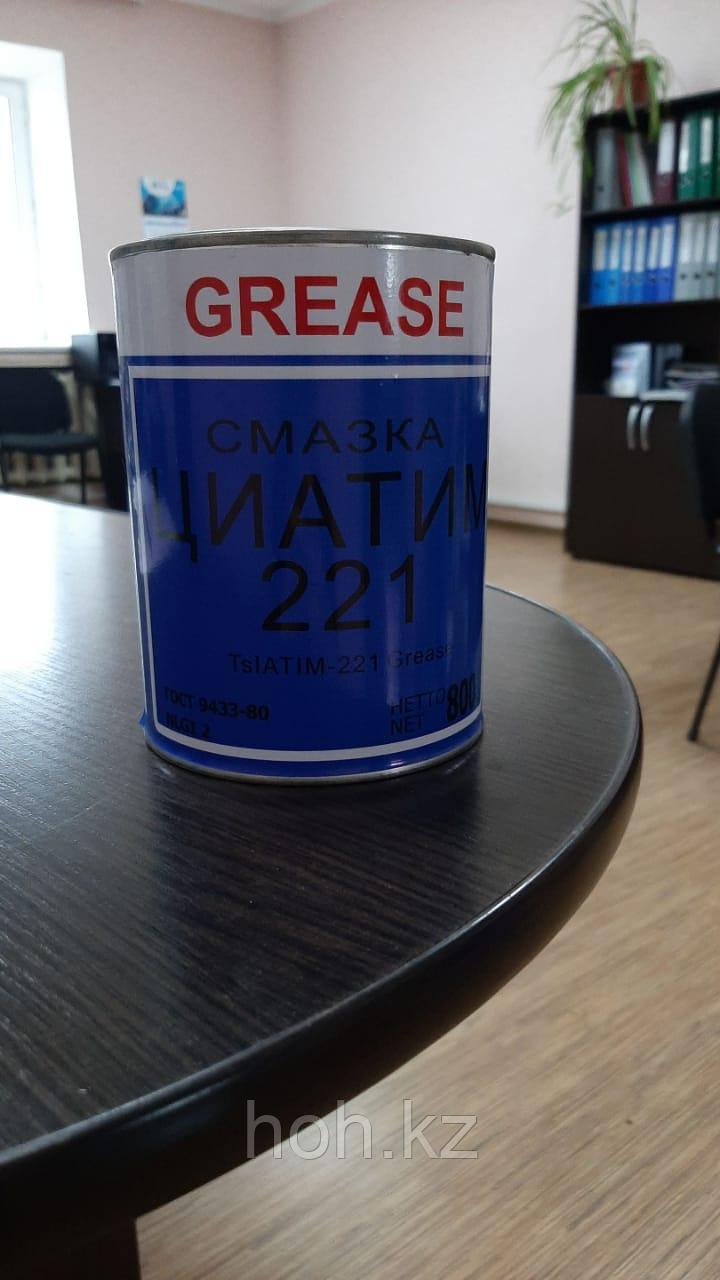 GREASE
СМАЗКА
ЦИАТИМ
221
TsIATIM-221 Grease
ГОСТ 9433-80
NLGI 2
НЕТТО 800
NET
hoh.kz